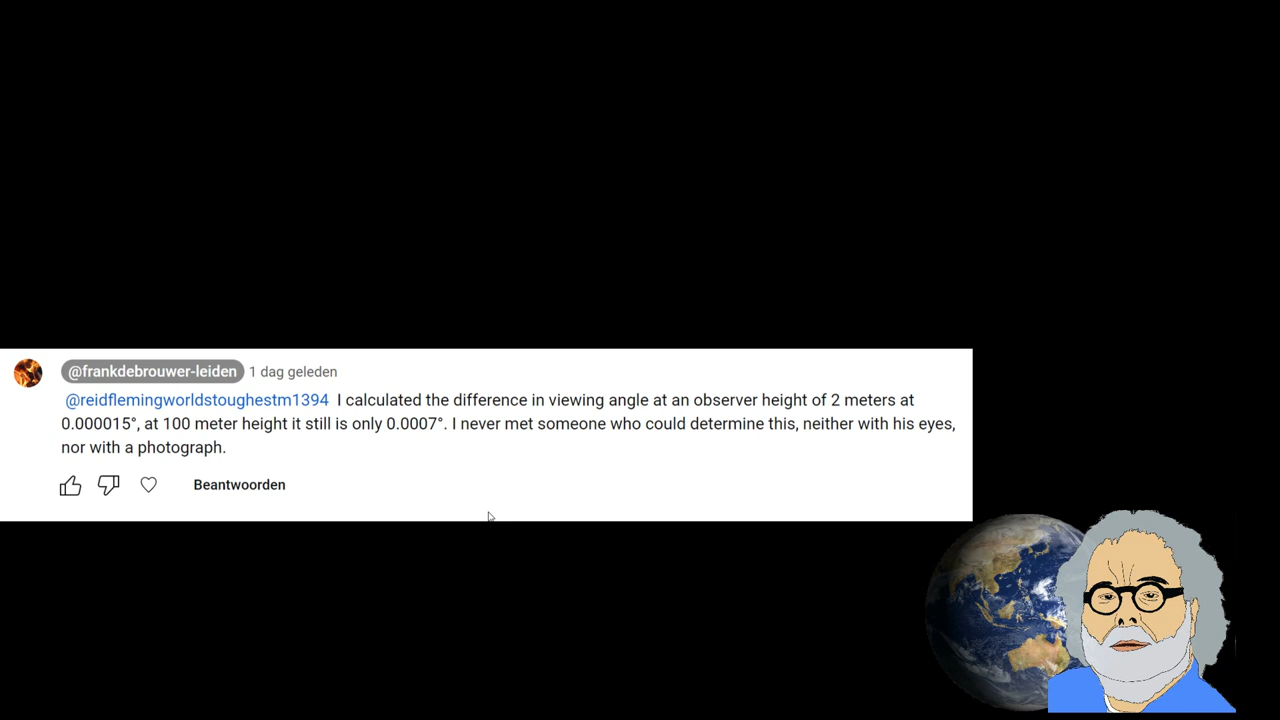 @frankdebrouwer-leiden 1 dag geleden
@reidflemingworldstoughestm1394 I calculated the difference in viewing angle at an observer height of 2 meters at
0.000015°, at 100 meter height it still is only 0.0007°. I never met someone who could determine this, neither with his eyes,
nor with a photograph.
Beantwoorden